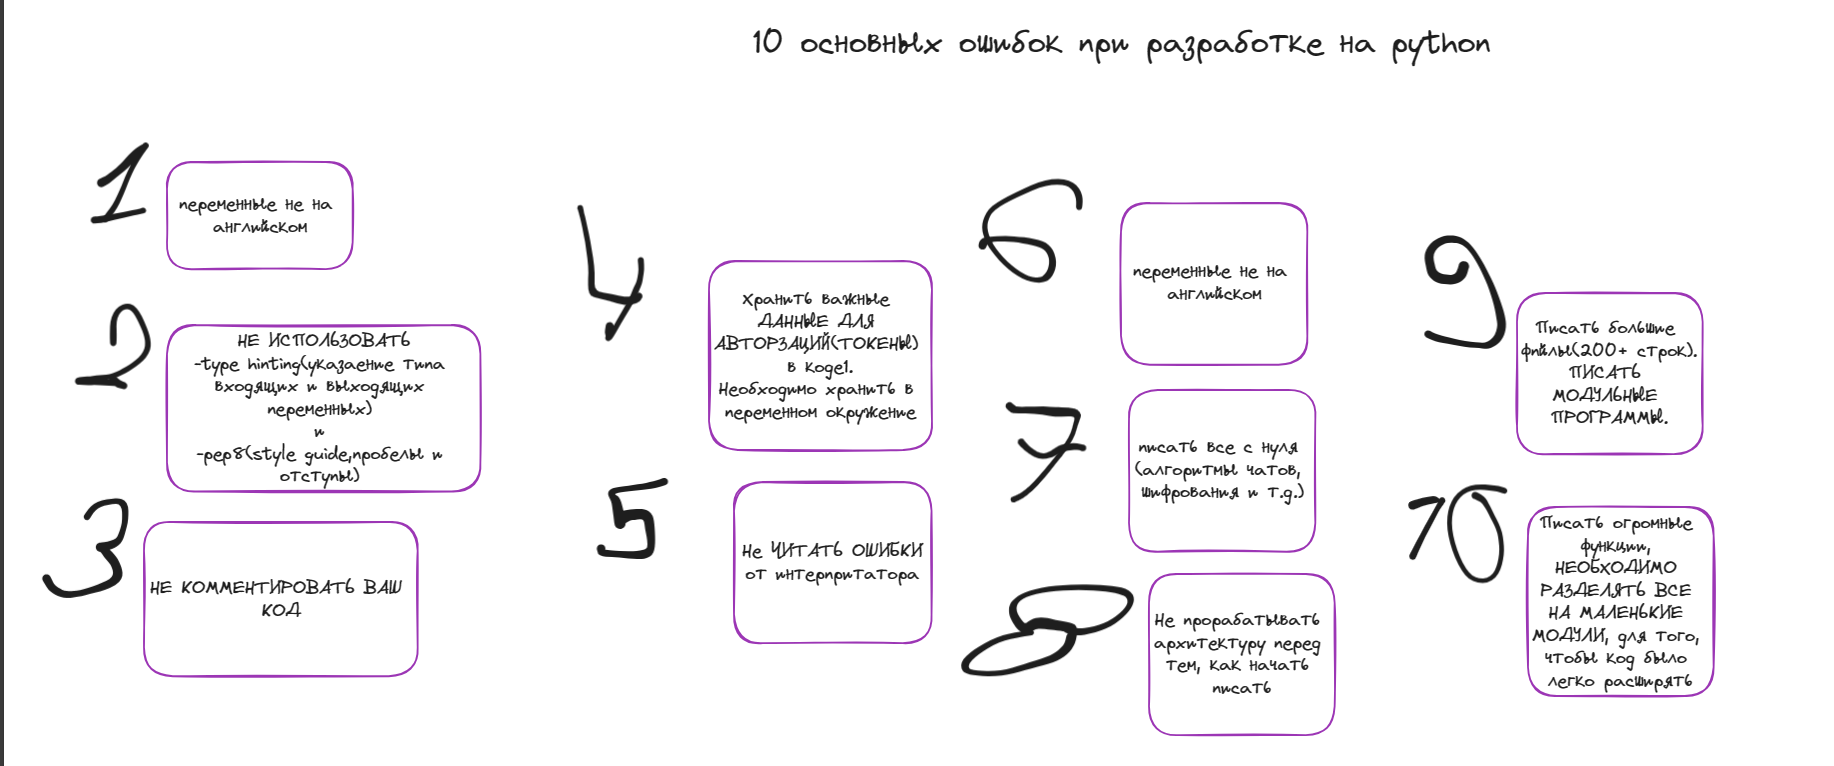 10 основных ошибок при разработке на python
1
переменные не на
английском
2
НЕ ИСПОЛЬЗОВАТЬ
-type hinting(указаение типа
входящих и выходящих
переменных)
и
-pep8(style guide,пробелы и
отступы)
3
НЕ КОММЕНТИРОВАТЬ ВАШ
КОД
4
Хранить важные
ДАННЫЕ ДЛЯ
АВТОРЗАЦИЙ(ТОКЕНЫ)
в коде1.
Необходимо хранить в
переменном окружение
5
Не ЧИТАТЬ ОШИБКИ
от интерпритатора
6
переменные не на
английском
7
писать все с нуля
(алгоритмы чатов,
шифрования и т.д.)
8
Не прорабатывать
архитектуру перед
тем, как начать
писать
9
Писать большие
фпйлы(200+ строк).
ПИСАТЬ
МОДУЛЬНЫЕ
ПРОГРАММЫ.
10
Писать огромные
функции,
НЕОБХОДИМО
РАЗДЕЛЯТЬ ВСЕ
НА МАЛЕНЬКИЕ
МОДУЛИ, для того,
чтобы код было
легко расширять